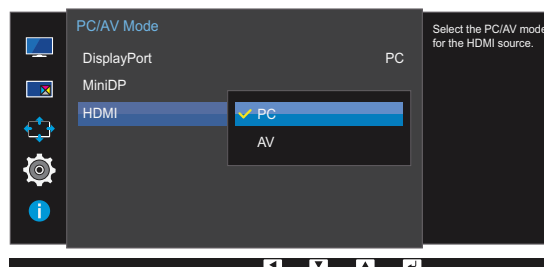 PC/AV Mode
DisplayPort PC
MiniDP
HDMI
PC
AV
Select the PC/AV mode
for the HDMI source.